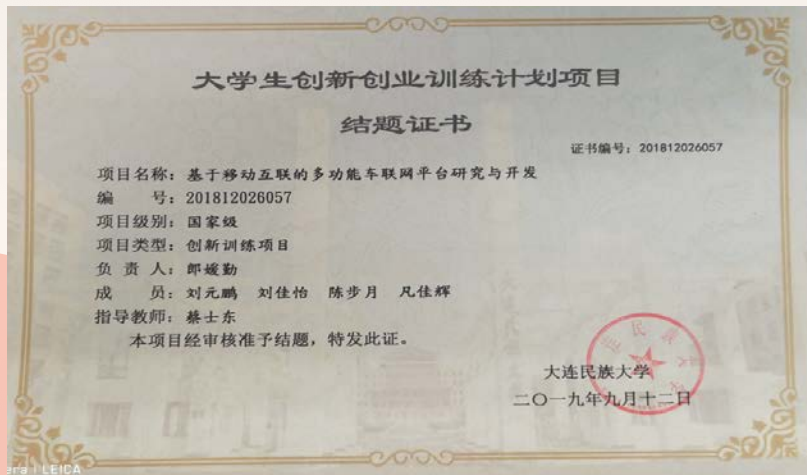 大学生创新创业训练计划项目
结题证书
证书编号：201812026057
项目名称：基于移动互联的多功能车联网平台研究与开发
编 号：201812026057
项目级别：国家级
项目类型：创新训练项目
负 责 人：郎媛勤
成 员：刘元鹏 刘佳怡 陈步月 凡佳辉
指导教师：蔡士东
本项目经审核准予结题，特发此证。
大连民族大学
二〇一九年九月十二日
LEICA